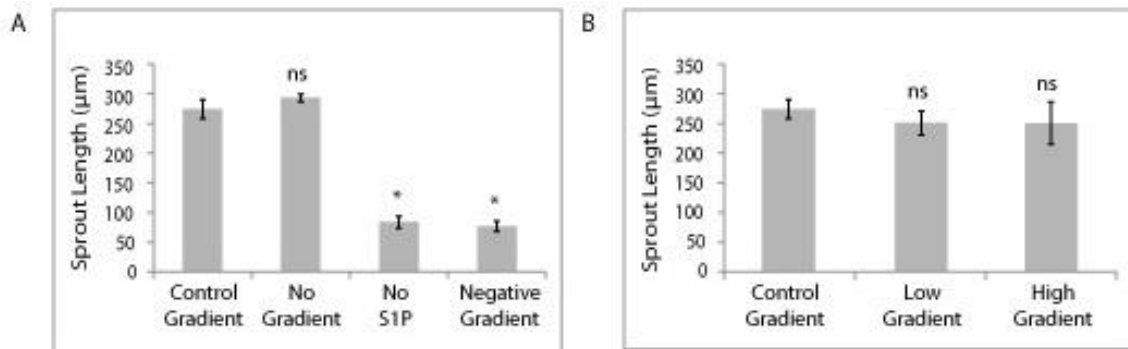 A
Sprout Length (µm)
350
300
250
200
150
100
50
0
ns
*
*
Control
Gradient
No
Gradient
No
S1P
Negative
Gradient
B
Sprout Length (µm)
350
300
250
200
150
100
50
0
ns
ns
Control
Gradient
Low
Gradient
High
Gradient